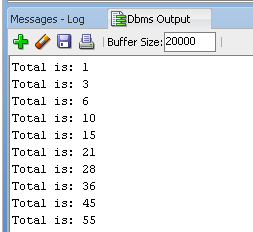 Messages - Log
Dbms Output
Buffer Size: 20000
Total is: 1
Total is: 3
Total is: 6
Total is: 10
Total is: 15
Total is: 21
Total is: 28
Total is: 36
Total is: 45
Total is: 55